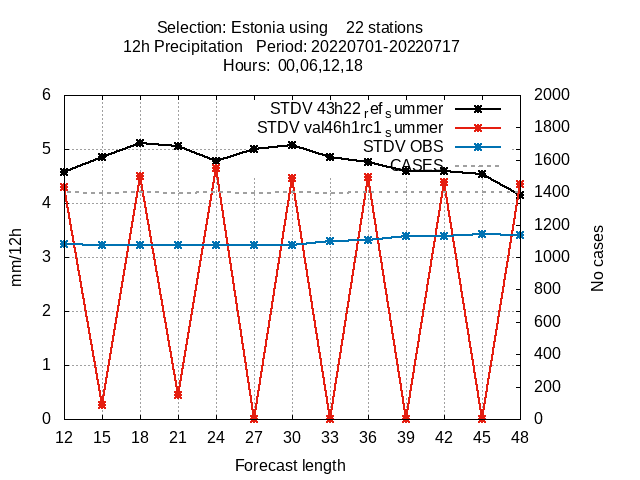 Selection: Estonia using 22 stations
12h Precipitation Period: 20220701-20220717
Hours: 00,06,12,18
STDV 43h22ref summer
STDV val46h1rc1summer
STDV OBS
CASES
6
5
4
3
2
1
0
2000
1800
1600
1400
1200
1000
800
600
400
200
0
mm/12h
No cases
12 15 18 21 24 27 30 33 36 39 42 45 48
Forecast length